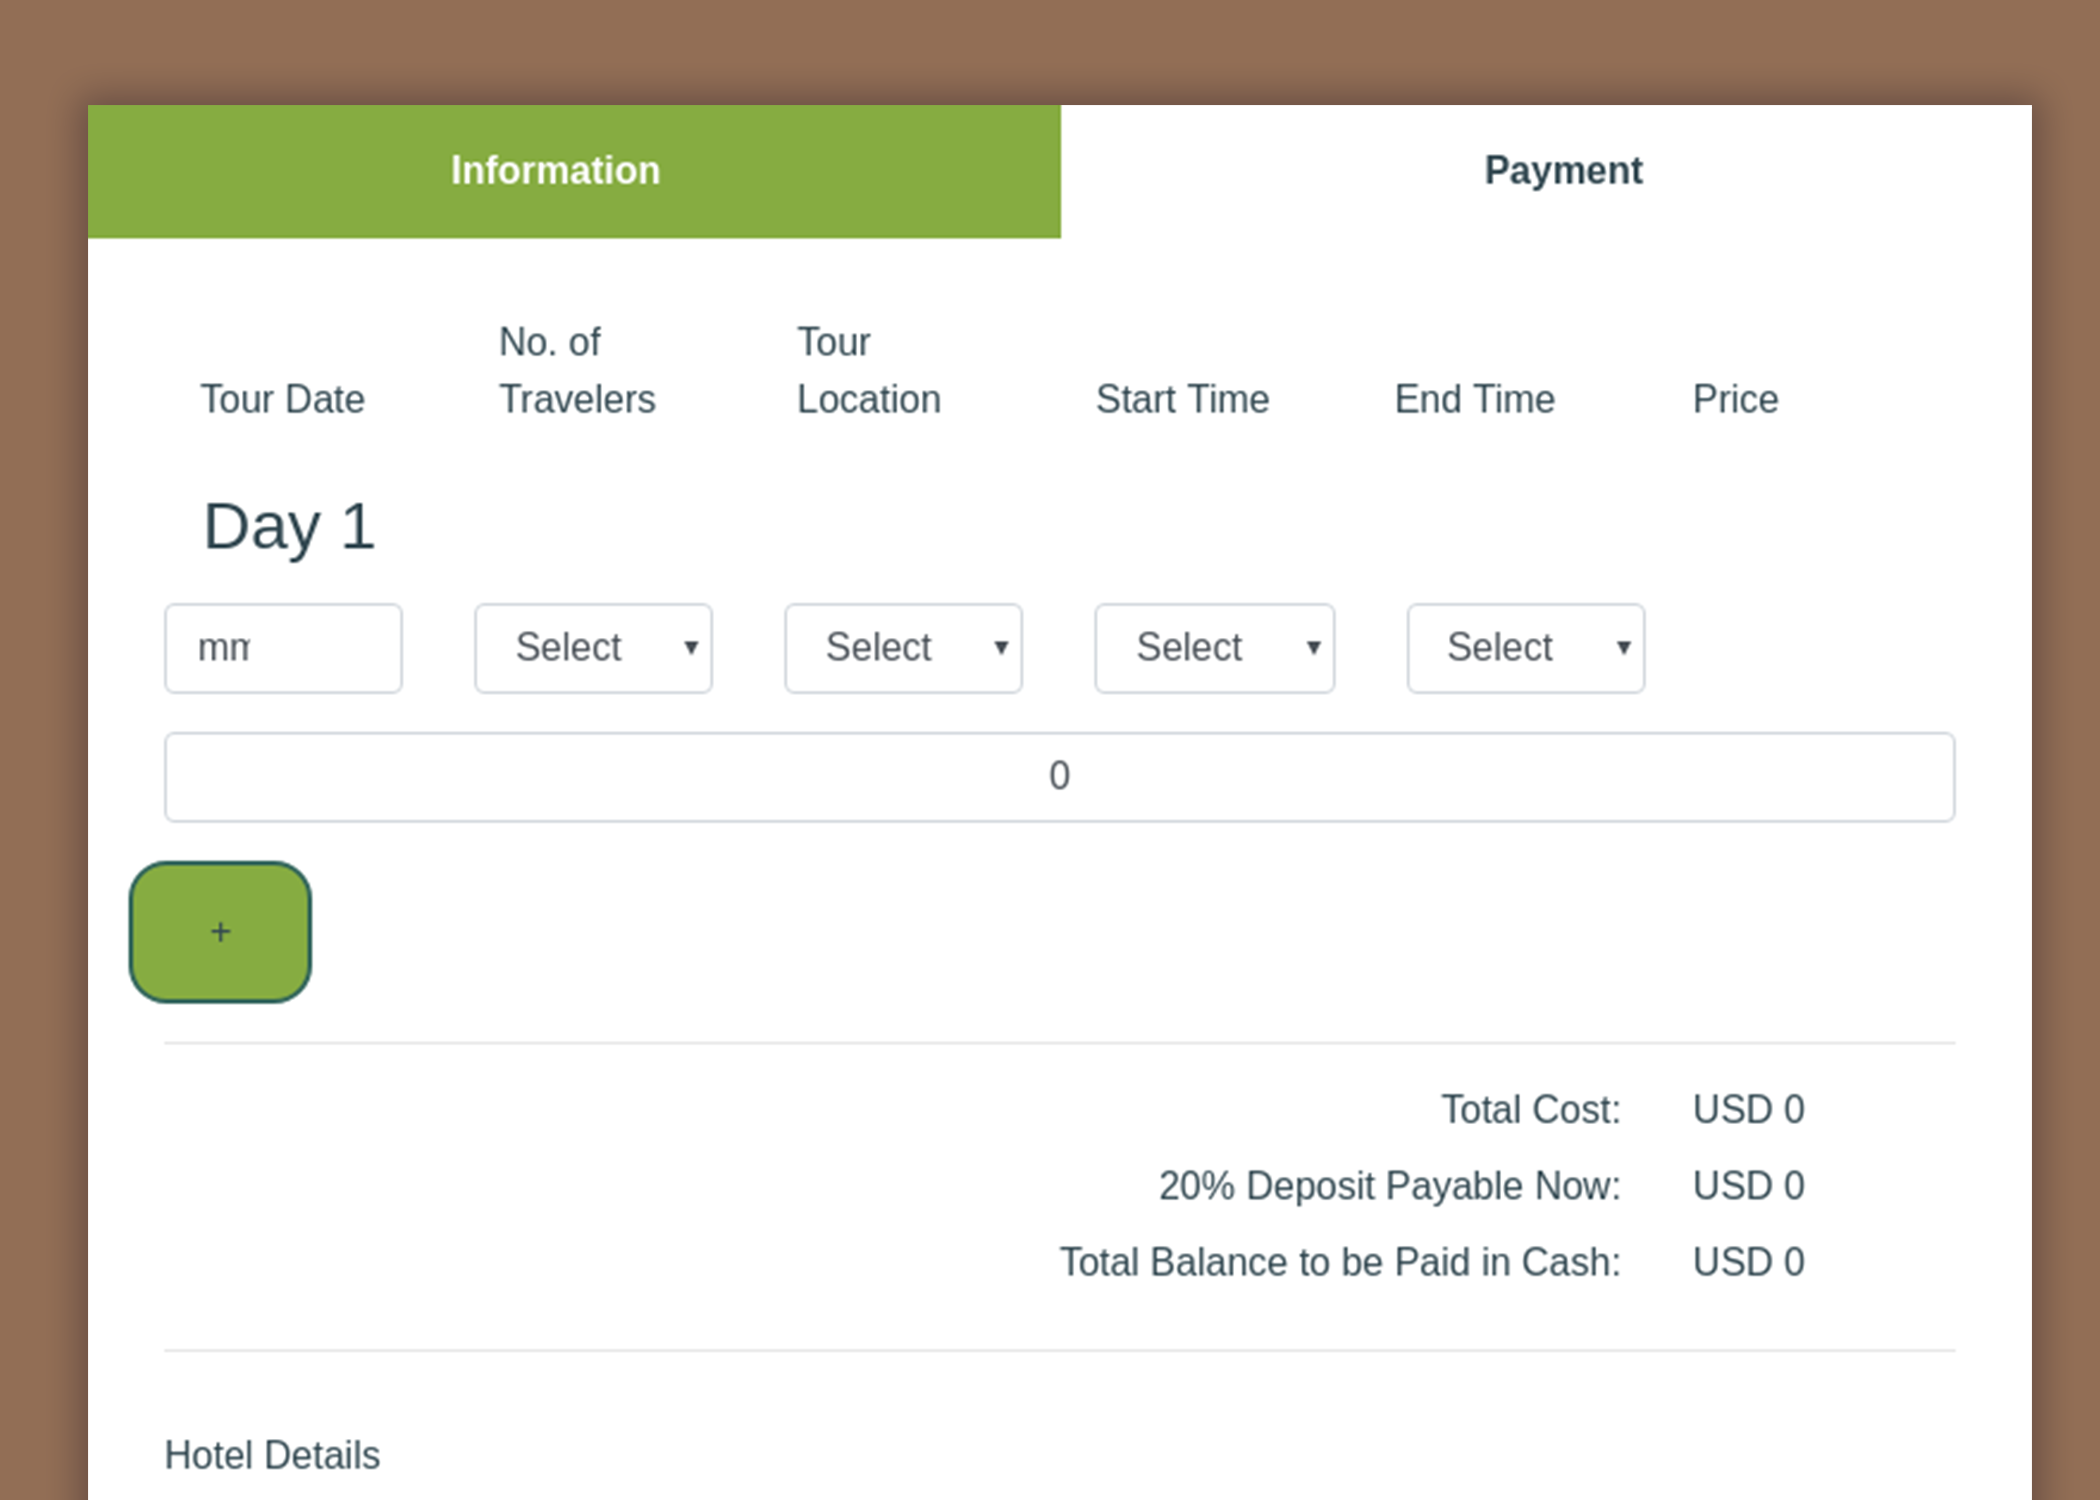 Information
Payment
No. of
Tour
Tour Date
Travelers
Location
Start Time
End Time
Price
Day 1
mm
Select
Select
Select
Select
0
+
Total Cost: USD 0
20% Deposit Payable Now: USD 0
Total Balance to be Paid in Cash: USD 0
Hotel Details